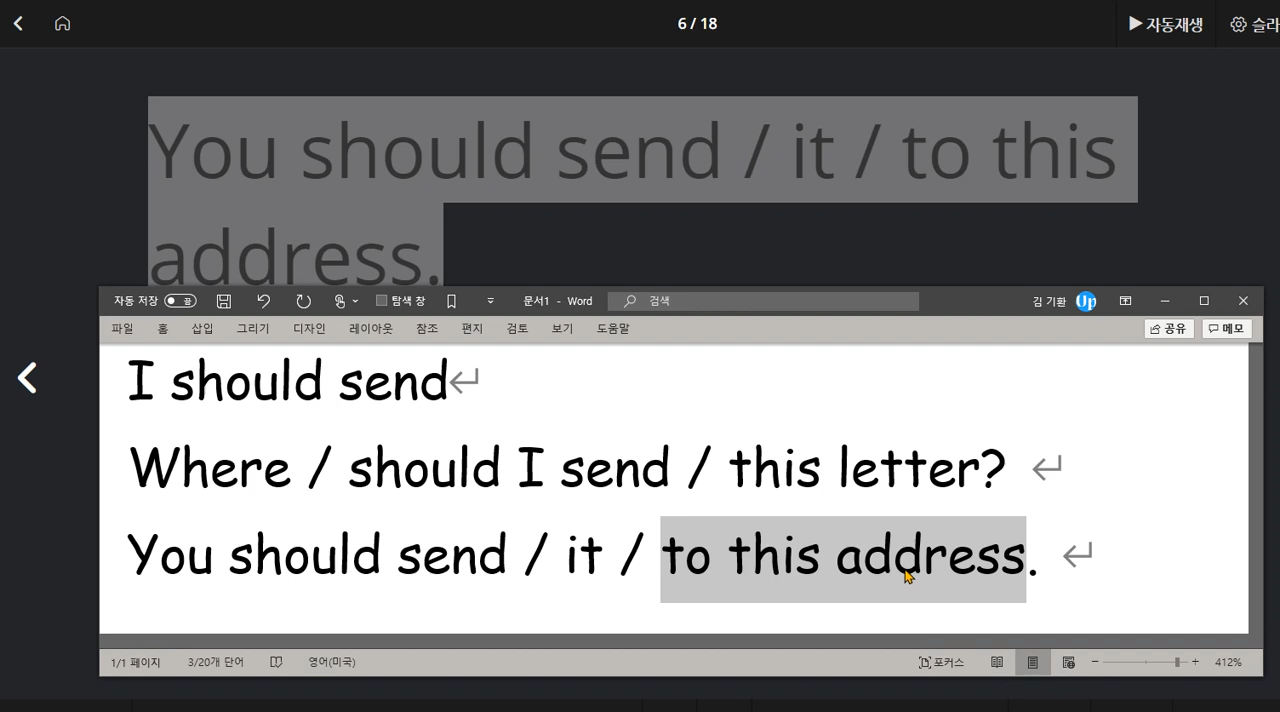 6 / 18
▶ 자동재생
슬라
You should send / it / to this
address.
자동 저장 끔
탐색 창
문서1 - Word
검색
김 기환
Up
파일 홈 삽입 그리기 디자인 레이아웃 참조 편지 검토 보기 도움말
공유 메모
I should send↵
Where / should I send / this letter? ↵
You should send / it / to this address. ↵
1/1 페이지 3/20개 단어 영어(미국)
포커스
412%